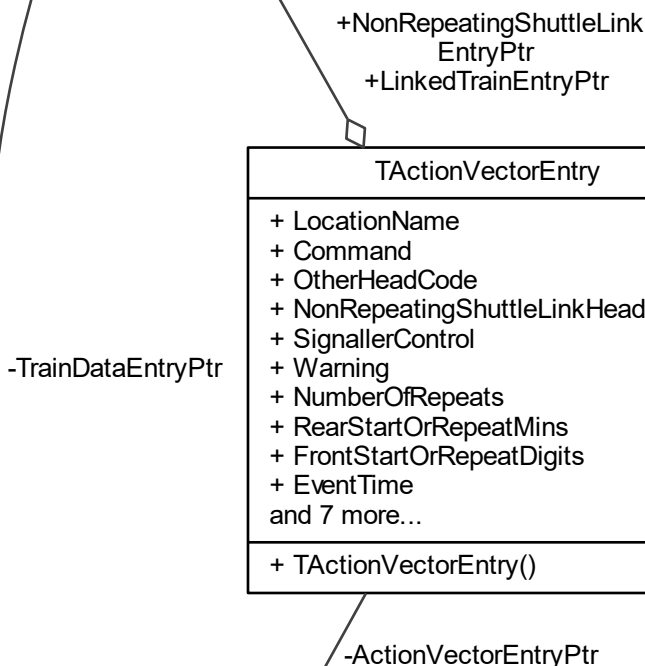 +NonRepeatingShuttleLink
EntryPtr
+LinkedTrainEntryPtr
TActionVectorEntry
+ LocationName
+ Command
+ OtherHeadCode
+ NonRepeatingShuttleLinkHead
+ SignallerControl
-TrainDataEntryPtr
+ Warning
+ NumberOfRepeats
+ RearStartOrRepeatMins
+ FrontStartOrRepeatDigits
+ EventTime
and 7 more...
+ TActionVectorEntry()
-ActionVectorEntryPtr